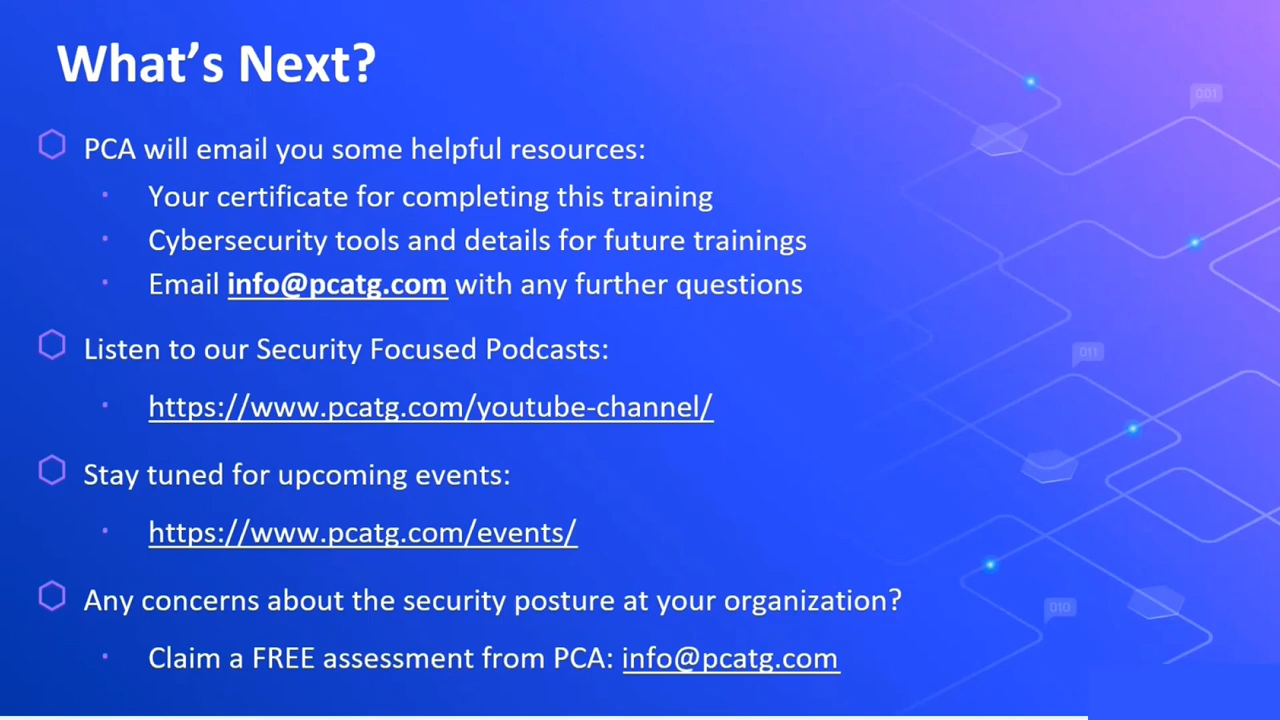 What's Next?
PCA will email you some helpful resources:
Your certificate for completing this training
Cybersecurity tools and details for future trainings
Email info@pcatg.com with any further questions
Listen to our Security Focused Podcasts:
https://www.pcatg.com/youtube-channel/
Stay tuned for upcoming events:
https://www.pcatg.com/events/
Any concerns about the security posture at your organization?
Claim a FREE assessment from PCA: info@pcatg.com
001
011
010